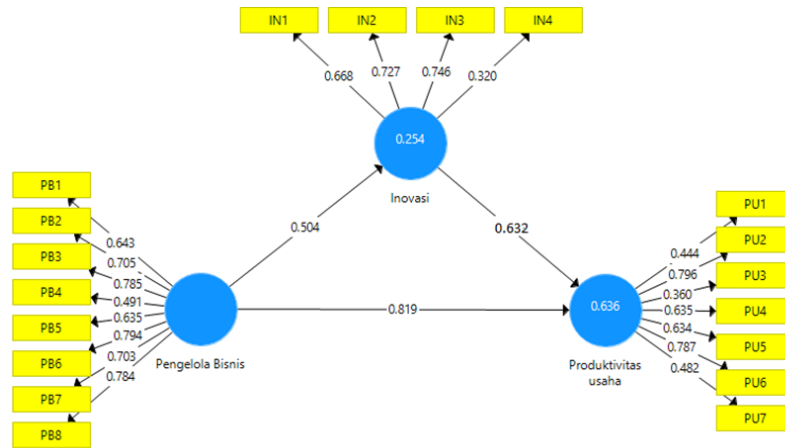 IN1
IN2
IN3
IN4
0.668
0.727
0.746
0.320
0.254
Inovasi
PB1
PB2
PB3
PB4
PB5
PB6
PB7
PB8
0.643
0.705
0.785
0.491
0.635
0.794
0.703
0.784
Pengelola Bisnis
0.504
0.632
0.819
0.636
Produktivitas
usaha
0.444
0.796
0.360
0.635
0.634
0.787
0.482
PU1
PU2
PU3
PU4
PU5
PU6
PU7